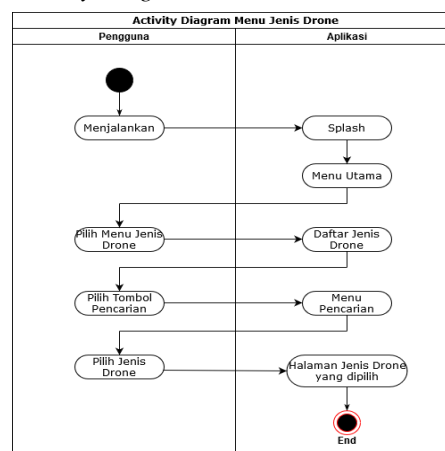 Activity Diagram Menu Jenis Drone
Pengguna
Aplikasi
Menjalankan
Splash
Menu Utama
Pilih Menu Jenis
Drone
Daftar Jenis
Drone
Pilih Tombol
Pencarian
Menu
Pencarian
Pilih Jenis
Drone
Halaman Jenis Drone
yang dipilih
End